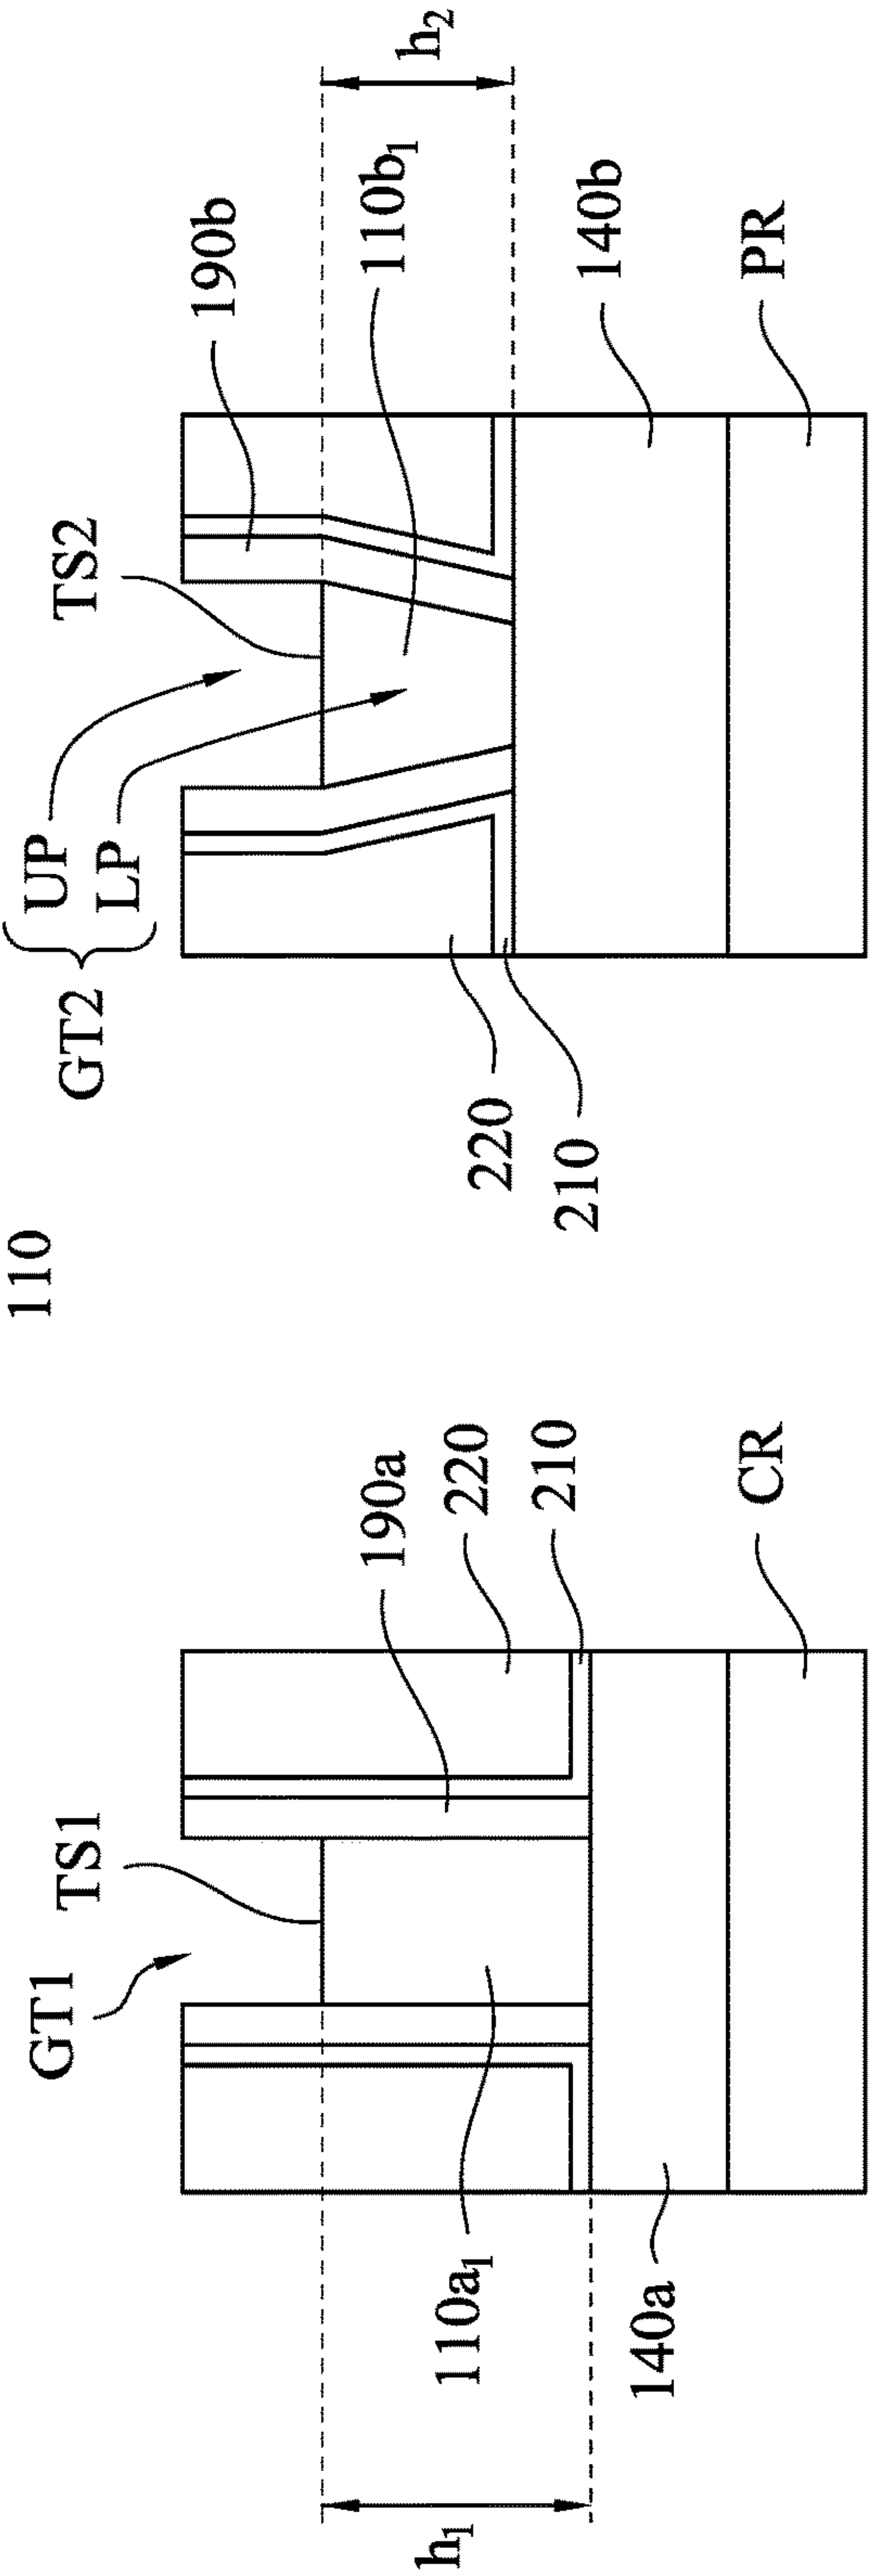 110
GT1
TS1
190a
220
210
CR
h₁
110a₁
140a
GT2
UP
LP
TS2
190b
h₂
110b₁
140b
PR
220
210